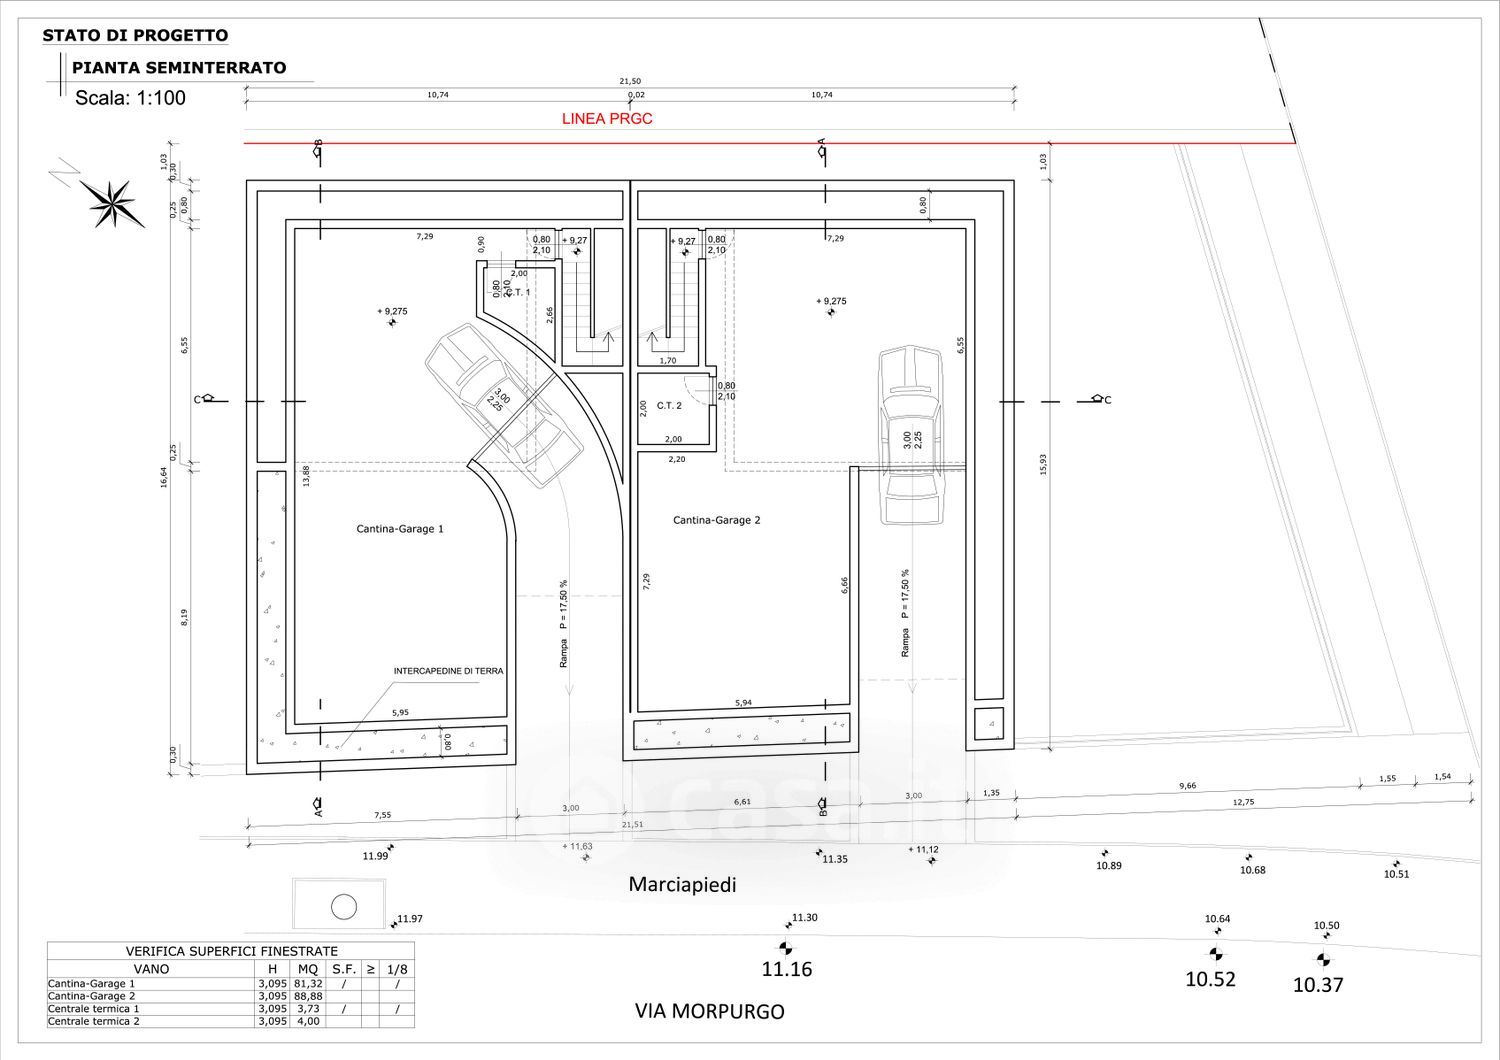 STATO DI PROGETTO
PIANTA SEMINTERRATO
Scala: 1:100
21,50
10,74
0,02
10,74
LINEA PRGC
B
A
1,03
0,30
0,25
0,80
1,03
0,80
7,29
0,90
0,80
2,10
+ 9,27
+ 9,27
0,80
2,10
7,29
2,00
0,80
2,10
C.T. 1
2,66
+ 9,275
+ 9,275
6,55
6,55
1,70
C
3,00
2,25
C.T. 2
2,00
0,80
2,10
C
2,00
2,20
3,00
2,25
0,25
16,64
13,88
15,93
Cantina-Garage 1
Cantina-Garage 2
7,29
6,66
Rampa P = 17,50 %
Rampa P = 17,50 %
8,19
INTERCAPEDINE DI TERRA
5,95
5,94
0,80
0,30
A
B
7,55
3,00
6,61
3,00
1,35
9,66
1,55
1,54
21,51
12,75
11.99
+ 11,63
11.35
+ 11,12
10.89
10.68
10.51
casa.it
Marciapiedi
11.97
11.30
10.64
10.50
11.16
10.52
10.37
VIA MORPURGO
VERIFICA SUPERFICI FINESTRATE
VANO H MQ S.F. ≥ 1/8
Cantina-Garage 1 3,095 81,32 / /
Cantina-Garage 2 3,095 88,88
Centrale termica 1 3,095 3,73 / /
Centrale termica 2 3,095 4,00